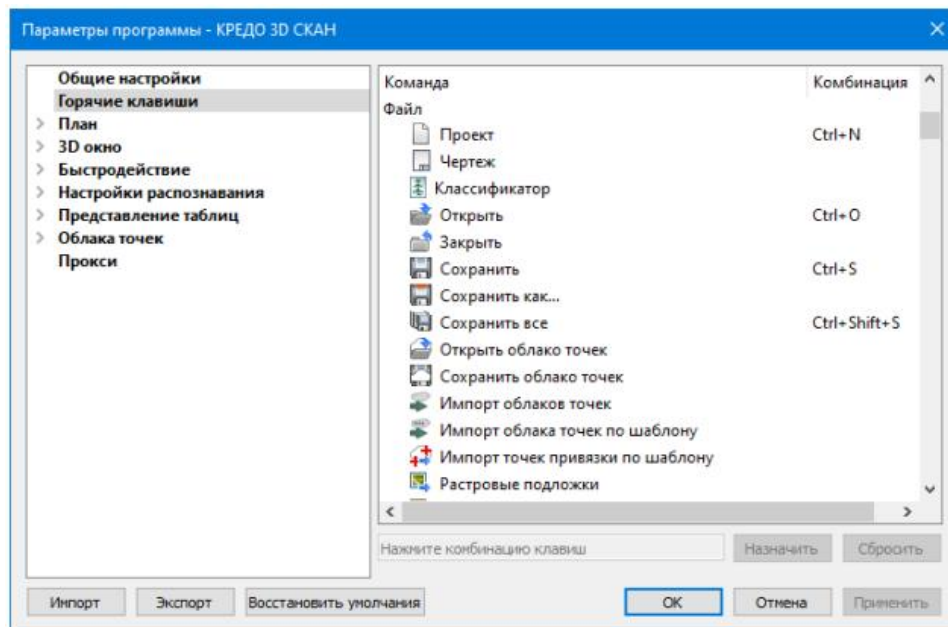 Параметры программы - КРЕДО 3D СКАН
Общие настройки
Горячие клавиши
План
3D окно
Быстродействие
Настройки распознавания
Представление таблиц
Облака точек
Прокси
Команда Комбинация
Файл
Проект Ctrl+N
Чертеж
Классификатор
Открыть Ctrl+O
Закрыть
Сохранить Ctrl+S
Сохранить как...
Сохранить все Ctrl+Shift+S
Открыть облако точек
Сохранить облако точек
Импорт облаков точек
Импорт облака точек по шаблону
Импорт точек привязки по шаблону
Растровые подложки
Нажмите комбинацию клавиш Назначить Сбросить
Импорт Экспорт Восстановить умолчания OK Отмена Применить